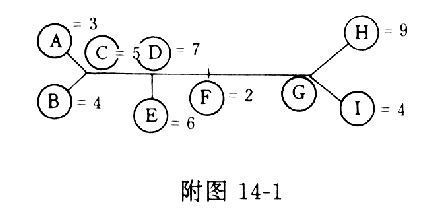 A = 3
C = 5 D = 7
H = 9
B = 4
E = 6
F = 2
G
I = 4
附图 14-1